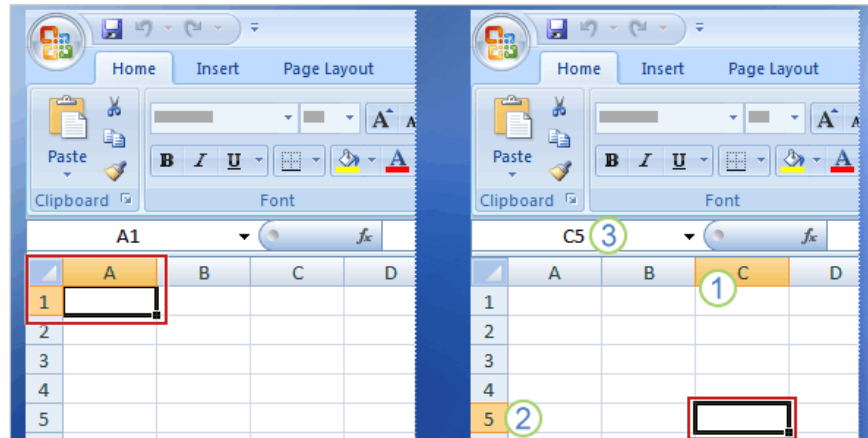 Home Insert Page Layout
Paste
B I U A A
Clipboard Font
A1 fx
A B C D
1
2
3
4
5
Home Insert Page Layout
Paste
B I U A A
Clipboard Font
C5 3 fx
A B C D
1
1
2
3
4
5 2